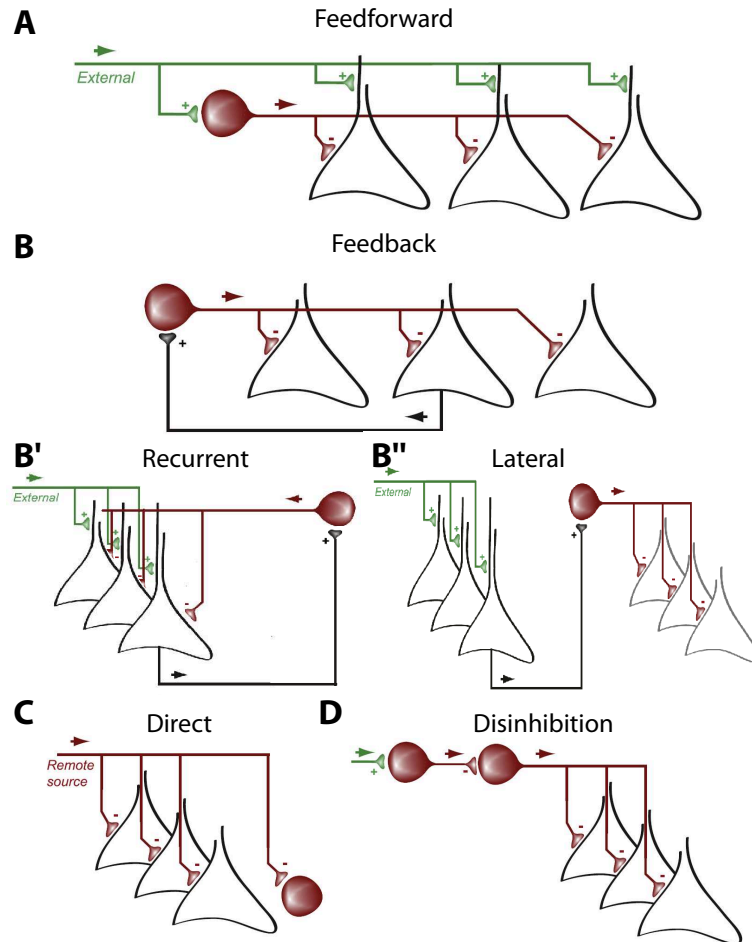 A
Feedforward
External
+
+
+
+
-
-
-
B
Feedback
+
-
-
-
B'
Recurrent
External
+
+
+
-
-
-
+
B"
Lateral
External
+
+
+
+
-
-
-
C
Direct
Remote
source
-
-
-
-
D
Disinhibition
+
-
-
-
-